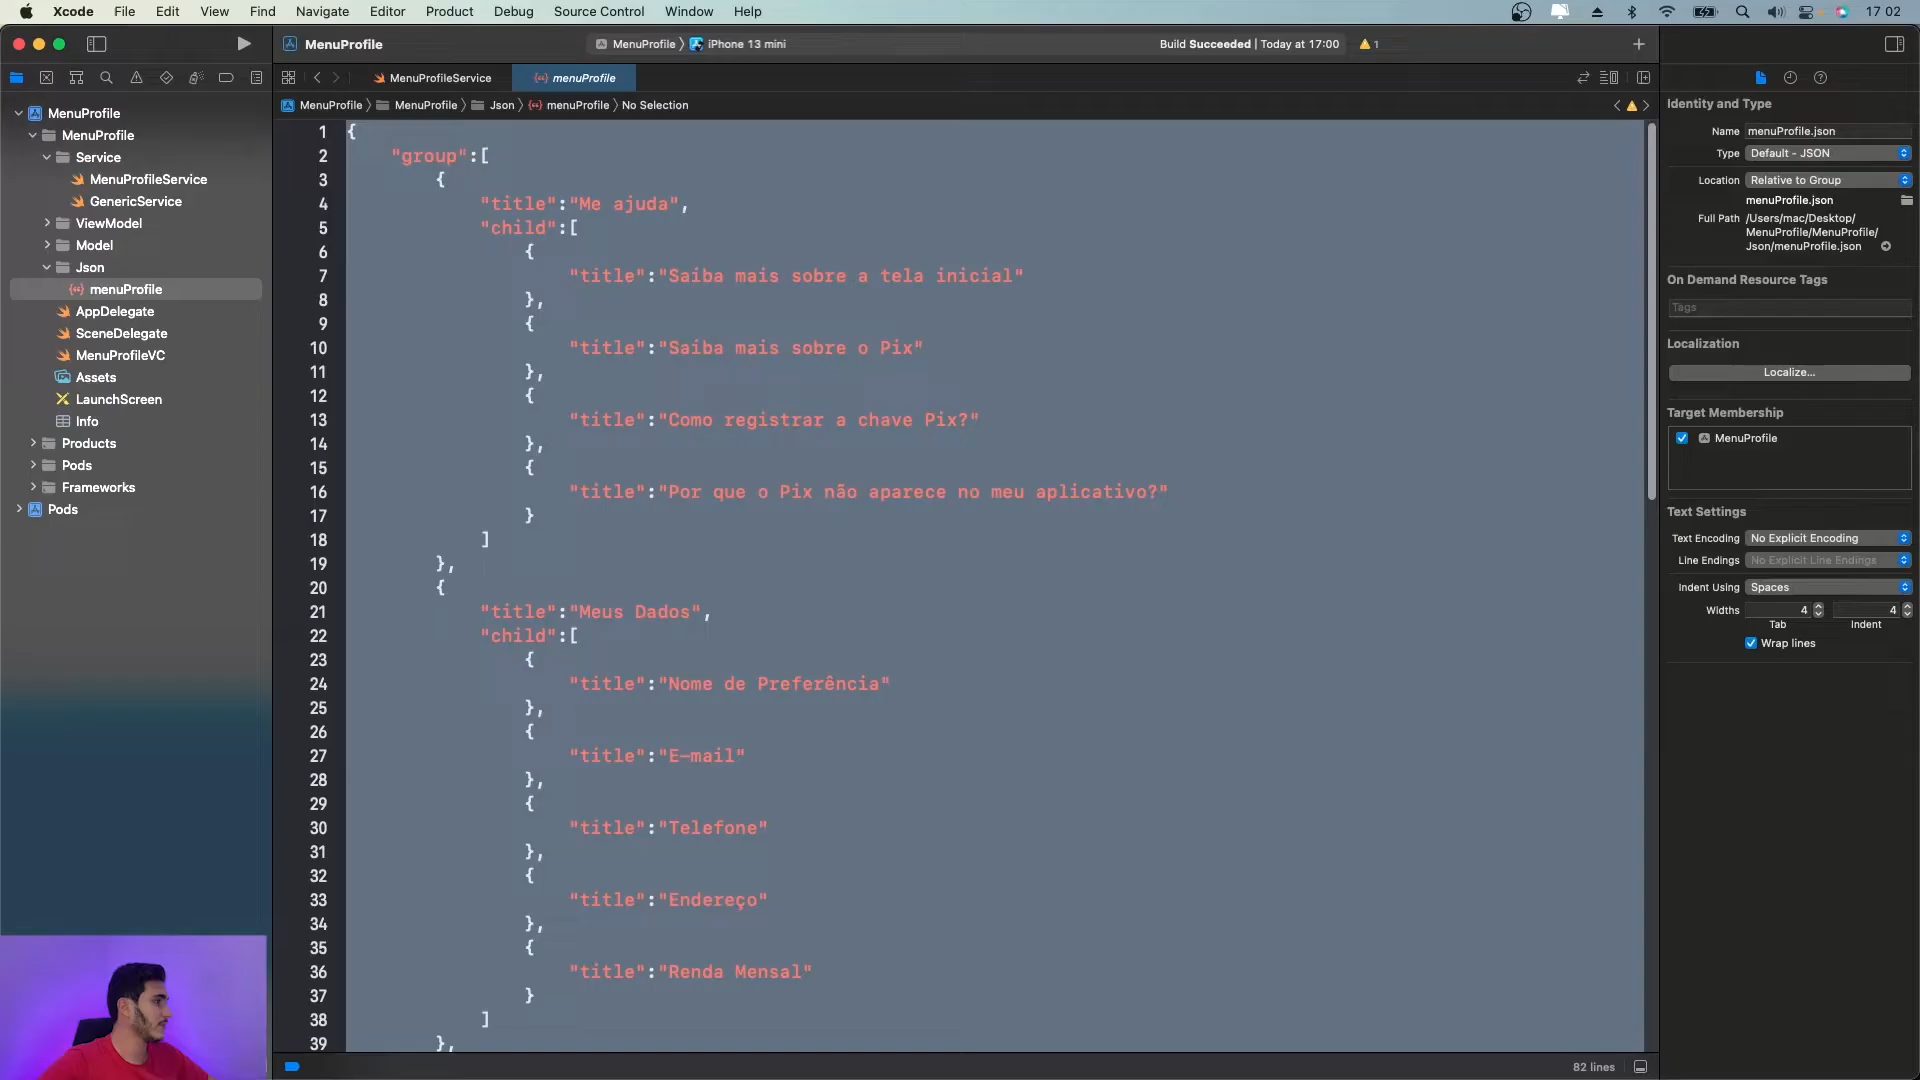 Xcode File Edit View Find Navigate Editor Product Debug Source Control Window Help 17 02
MenuProfile MenuProfile iPhone 13 mini Build Succeeded | Today at 17:00 1
MenuProfileService menuProfile
MenuProfile MenuProfile Json menuProfile No Selection
MenuProfile
MenuProfile
Service
MenuProfileService
GenericService
ViewModel
Model
Json
menuProfile
AppDelegate
SceneDelegate
MenuProfileVC
Assets
LaunchScreen
Info
Products
Pods
Frameworks
Pods
1 {
2 "group":[
3 {
4 "title":"Me ajuda",
5 "child":[
6 {
7 "title":"Saiba mais sobre a tela inicial"
8 },
9 {
10 "title":"Saiba mais sobre o Pix"
11 },
12 {
13 "title":"Como registrar a chave Pix?"
14 },
15 {
16 "title":"Por que o Pix não aparece no meu aplicativo?"
17 }
18 ]
19 },
20 {
21 "title":"Meus Dados",
22 "child":[
23 {
24 "title":"Nome de Preferência"
25 },
26 {
27 "title":"E-mail"
28 },
29 {
30 "title":"Telefone"
31 },
32 {
33 "title":"Endereço"
34 },
35 {
36 "title":"Renda Mensal"
37 }
38 ]
39 },
82 lines
Identity and Type
Name menuProfile.json
Type Default - JSON
Location Relative to Group
menuProfile.json
Full Path /Users/mac/Desktop/
MenuProfile/MenuProfile/
Json/menuProfile.json
On Demand Resource Tags
Tags
Localization
Localize...
Target Membership
MenuProfile
Text Settings
Text Encoding No Explicit Encoding
Line Endings No Explicit Line Endings
Indent Using Spaces
Widths 4 4
Tab Indent
Wrap lines